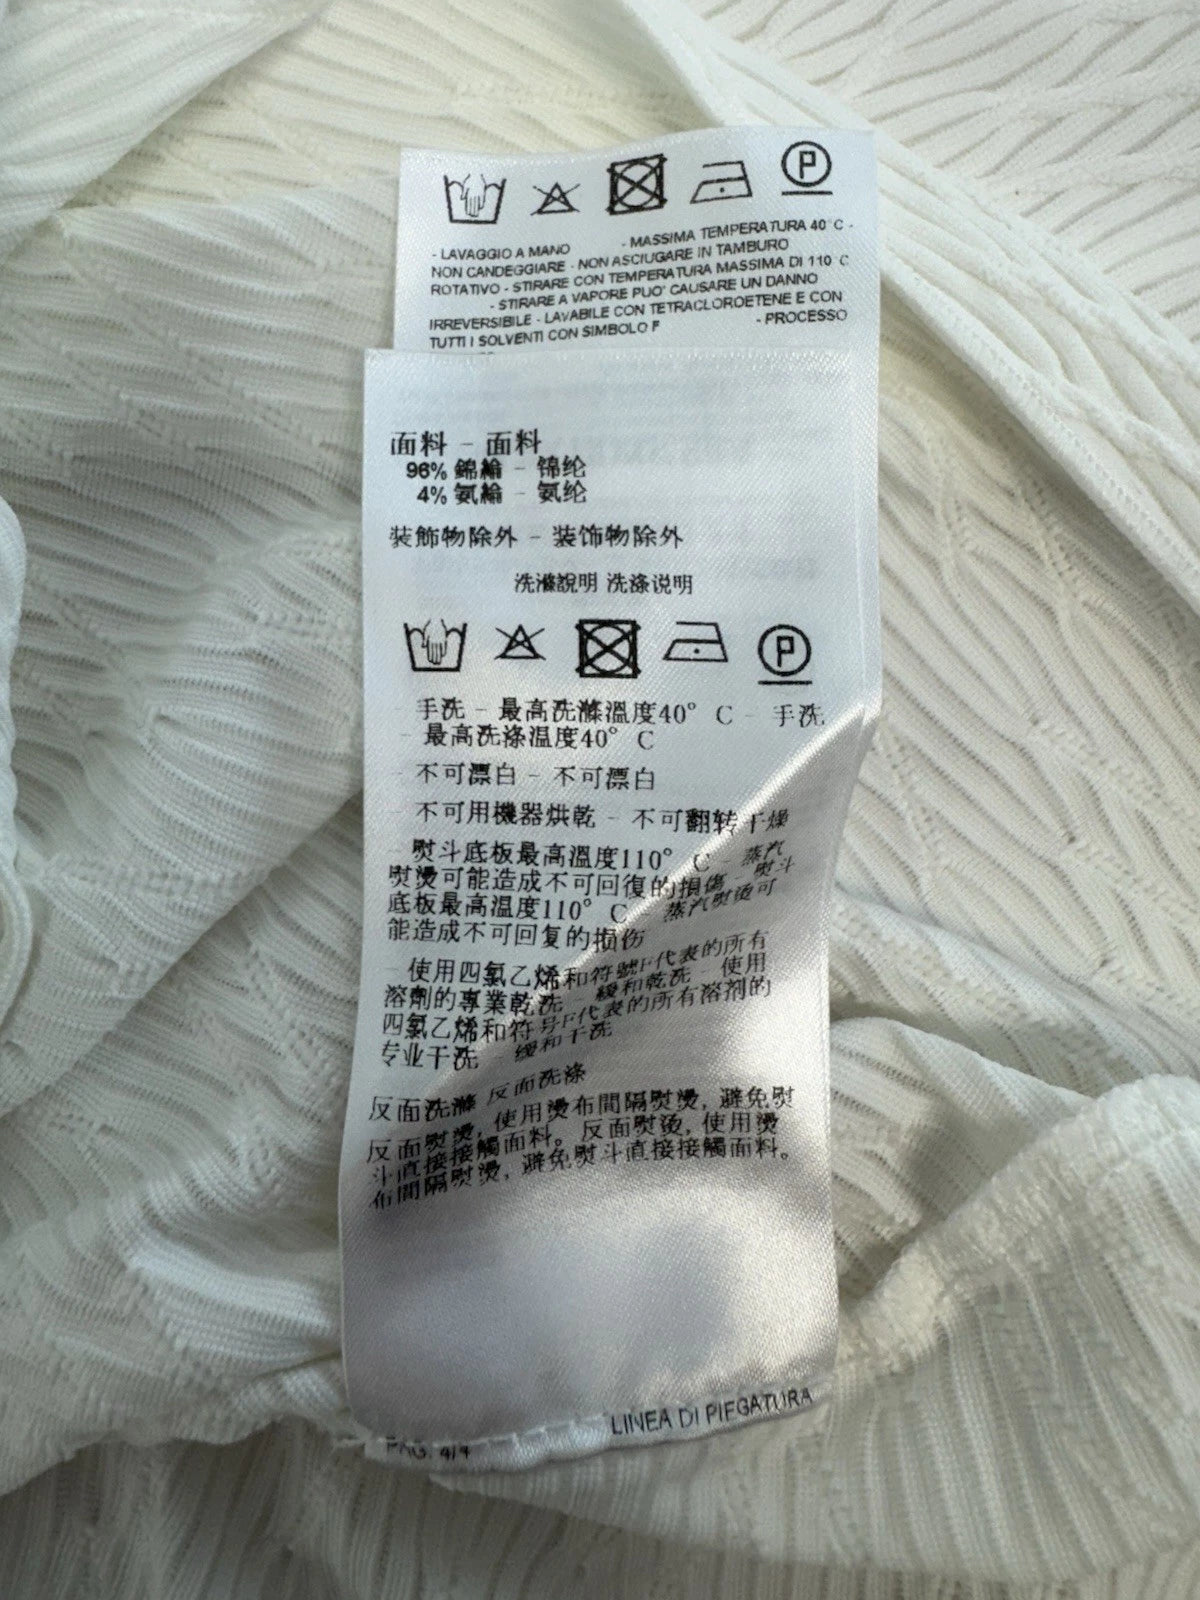 - LAVAGGIO A MANO - MASSIMA TEMPERATURA 40°C -
NON CANDEGGIARE - NON ASCIUGARE IN TAMBURO
ROTATIVO - STIRARE CON TEMPERATURA MASSIMA DI 110°C
- STIRARE A VAPORE PUO' CAUSARE UN DANNO
IRREVERSIBILE - LAVABILE CON TETRACLOROETENE E CON
TUTTI I SOLVENTI CON SIMBOLO F - PROCESSO
面料 - 面料
96% 錦綸 - 锦纶
4% 氨綸 - 氨纶
装飾物除外 - 装饰物除外
洗滌說明 洗涤说明
- 手洗 - 最高洗滌溫度40° C - 手洗
- 最高洗涤温度40° C
- 不可漂白 - 不可漂白
- 不可用機器烘乾 - 不可翻转干燥
熨斗底板最高溫度110° C - 蒸汽
熨燙可能造成不可回復的損傷 - 熨斗
底板最高温度110° C - 蒸汽熨烫可
能造成不可回复的损伤
- 使用四氯乙烯和符號F代表的所有
溶劑的專業乾洗 - 緩和乾洗 - 使用
四氯乙烯和符号F代表的所有溶剂的
专业干洗 - 缓和干洗
反面洗滌 反面洗涤
反面熨燙, 使用燙布間隔熨燙, 避免熨
斗直接接觸面料。 反面熨烫, 使用烫
布間隔熨燙, 避免熨斗直接接觸面料。
PAG. 4/4
LINEA DI PIEGATURA